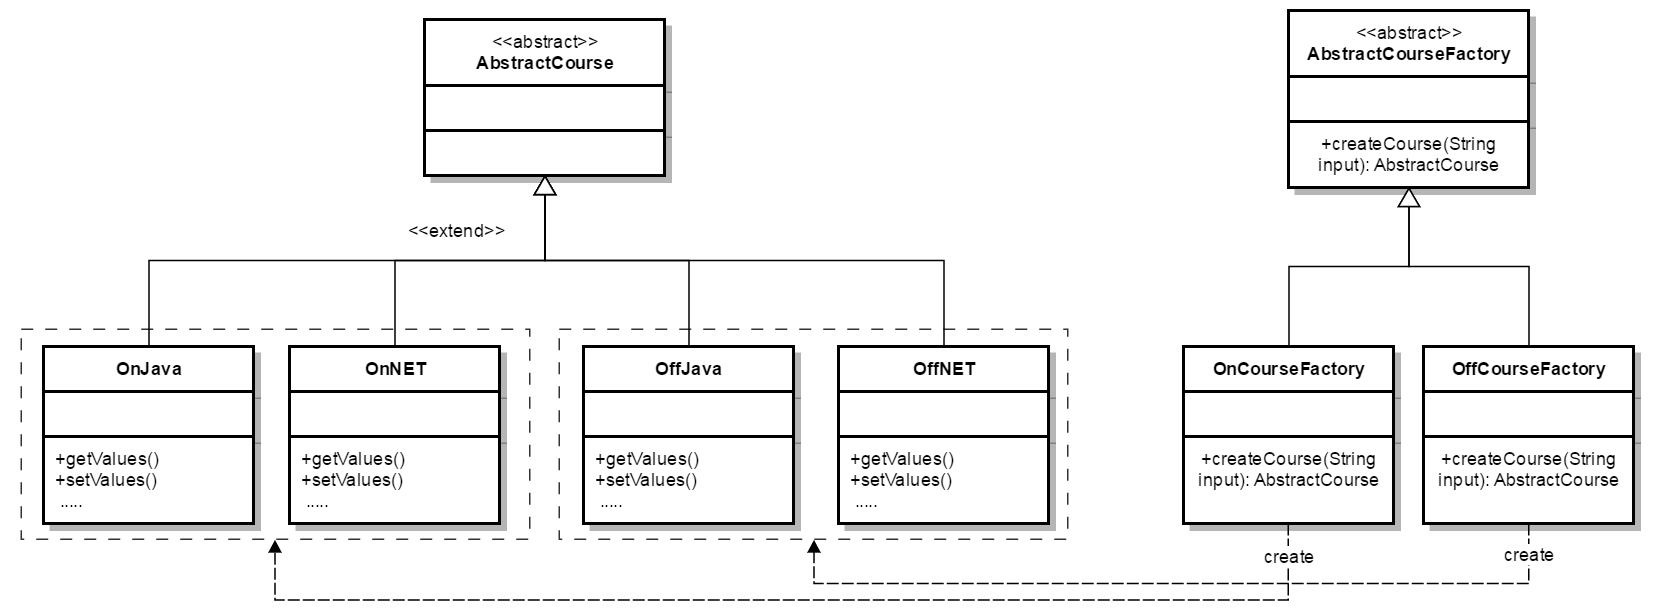 <<abstract>>
AbstractCourse
<<abstract>>
AbstractCourseFactory
+createCourse(String
input): AbstractCourse
<<extend>>
OnJava
+getValues()
+setValues()
.....
OnNET
+getValues()
+setValues()
.....
OffJava
+getValues()
+setValues()
.....
OffNET
+getValues()
+setValues()
.....
OnCourseFactory
+createCourse(String
input): AbstractCourse
OffCourseFactory
+createCourse(String
input): AbstractCourse
create
create